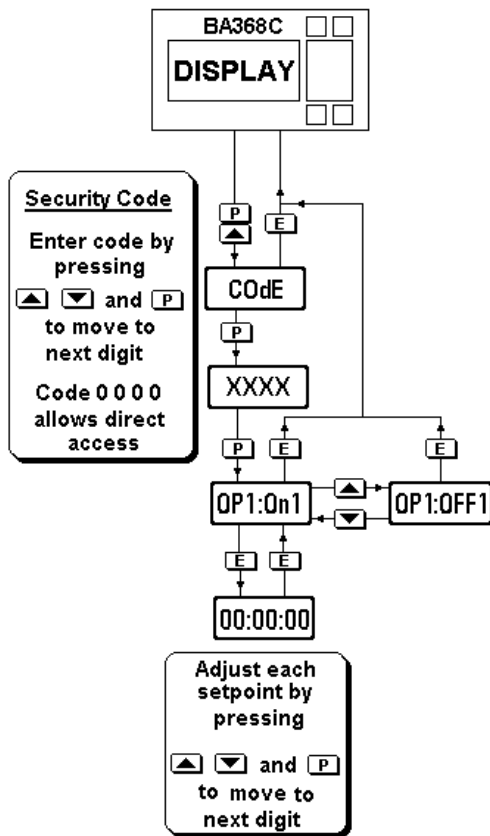 BA368C
DISPLAY
Security Code
Enter code by
pressing
▲ ▼ and P
to move to
next digit
Code 0 0 0 0
allows direct
access
P
▲
E
COdE
P
XXXX
P
E
E
OP1:On1
▲
▼
OP1:OFF1
E
E
00:00:00
Adjust each
setpoint by
pressing
▲ ▼ and P
to move to
next digit